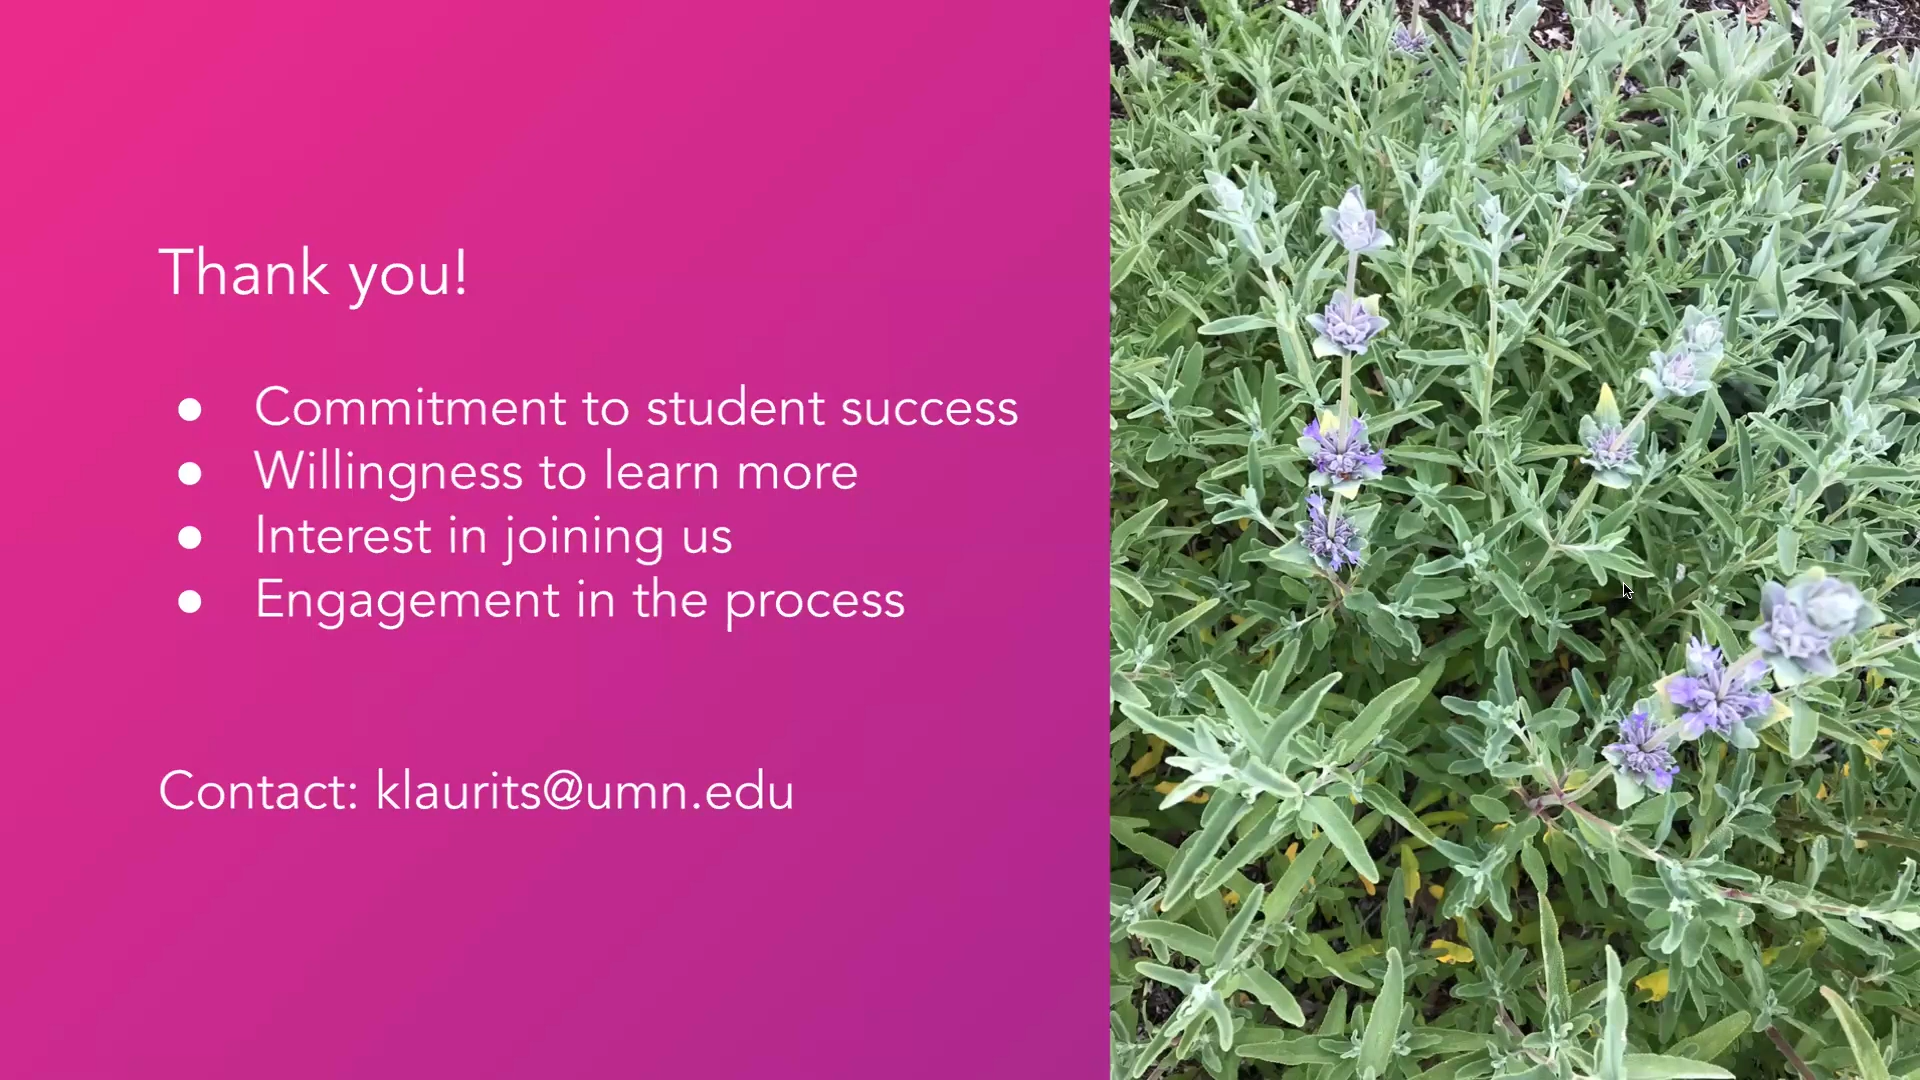 Thank you!
● Commitment to student success
● Willingness to learn more
● Interest in joining us
● Engagement in the process
Contact: klaurits@umn.edu